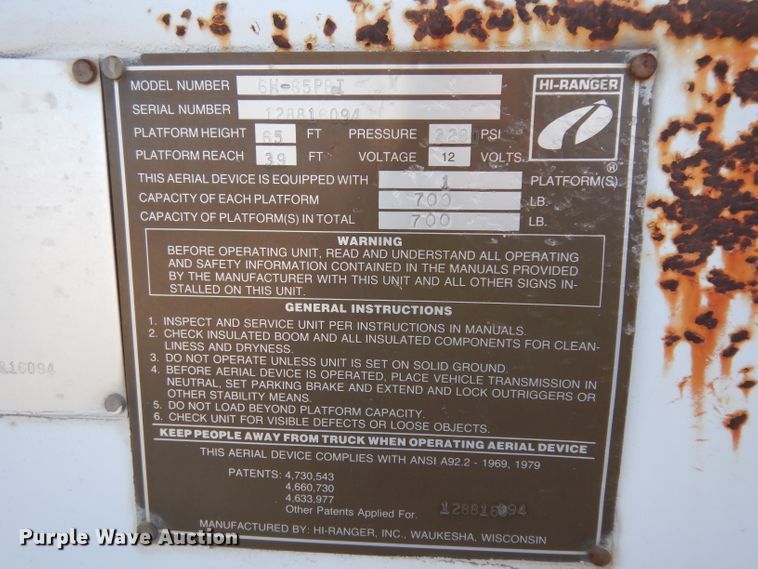 Purple Wave Auction
HI-RANGER
MODEL NUMBER 6H-65PBI
SERIAL NUMBER 128816094
PLATFORM HEIGHT 65 FT PRESSURE PSI
PLATFORM REACH 39 FT VOLTAGE 12 VOLTS.
®
THIS AERIAL DEVICE IS EQUIPPED WITH 1 PLATFORM(S)
CAPACITY OF EACH PLATFORM 700 LB.
CAPACITY OF PLATFORM(S) IN TOTAL 700 LB.
WARNING
BEFORE OPERATING UNIT, READ AND UNDERSTAND ALL OPERATING
AND SAFETY INFORMATION CONTAINED IN THE MANUALS PROVIDED
BY THE MANUFACTURER WITH THIS UNIT AND ALL OTHER SIGNS IN-
STALLED ON THIS UNIT.
GENERAL INSTRUCTIONS
1. INSPECT AND SERVICE UNIT PER INSTRUCTIONS IN MANUALS.
2. CHECK INSULATED BOOM AND ALL INSULATED COMPONENTS FOR CLEAN-
LINESS AND DRYNESS.
3. DO NOT OPERATE UNLESS UNIT IS SET ON SOLID GROUND.
4. BEFORE AERIAL DEVICE IS OPERATED, PLACE VEHICLE TRANSMISSION IN
NEUTRAL, SET PARKING BRAKE AND EXTEND AND LOCK OUTRIGGERS OR
OTHER STABILITY MEANS.
5. DO NOT LOAD BEYOND PLATFORM CAPACITY.
6. CHECK UNIT FOR VISIBLE DEFECTS OR LOOSE OBJECTS.
KEEP PEOPLE AWAY FROM TRUCK WHEN OPERATING AERIAL DEVICE
THIS AERIAL DEVICE COMPLIES WITH ANSI A92.2 - 1969, 1979
PATENTS: 4,730,543
4,660,730
4,633,977
Other Patents Applied For. 128816094
MANUFACTURED BY: HI-RANGER, INC., WAUKESHA, WISCONSIN
816094
Purple Wave Auction